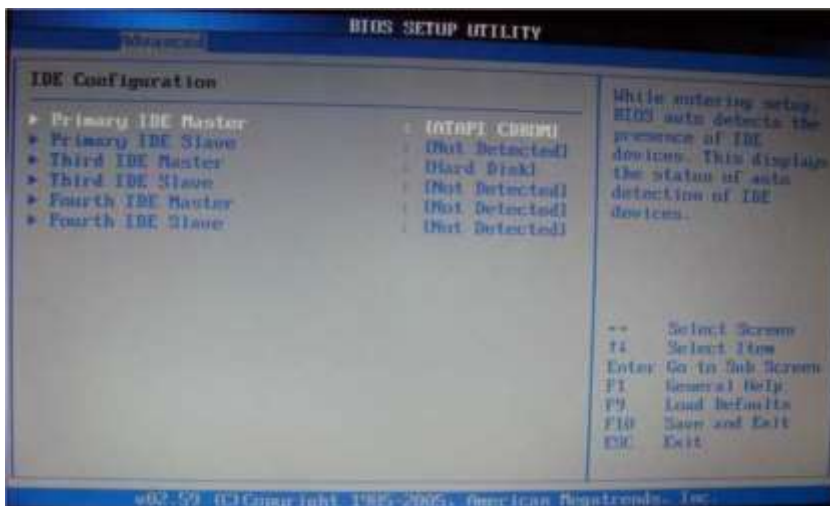 BIOS SETUP UTILITY
Advanced
IDE Configuration
► Primary IDE Master : [ATAPI CDROM]
► Primary IDE Slave : [Not Detected]
► Third IDE Master : [Hard Disk]
► Third IDE Slave : [Not Detected]
► Fourth IDE Master : [Not Detected]
► Fourth IDE Slave : [Not Detected]
While entering setup,
BIOS auto detects the
presence of IDE
devices. This displays
the status of auto
detection of IDE
devices.
↔ Select Screen
↑↓ Select Item
Enter Go to Sub Screen
F1 General Help
F9 Load Defaults
F10 Save and Exit
ESC Exit
v02.59 (C)Copyright 1985-2005, American Megatrends, Inc.